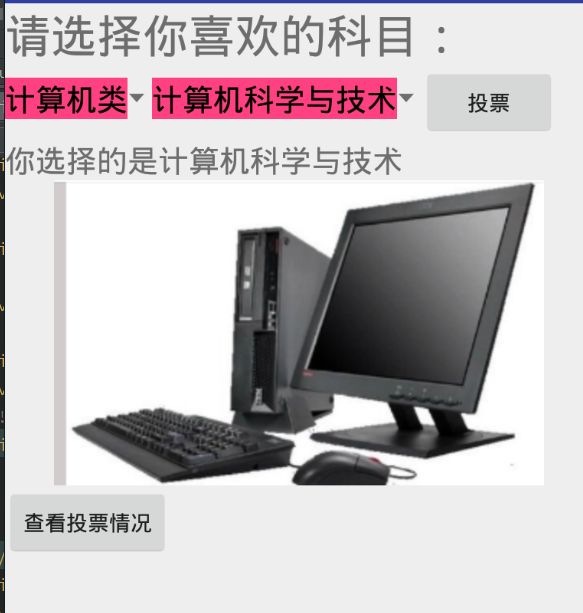 请选择你喜欢的科目：
计算机类 计算机科学与技术 投票
你选择的是计算机科学与技术
查看投票情况